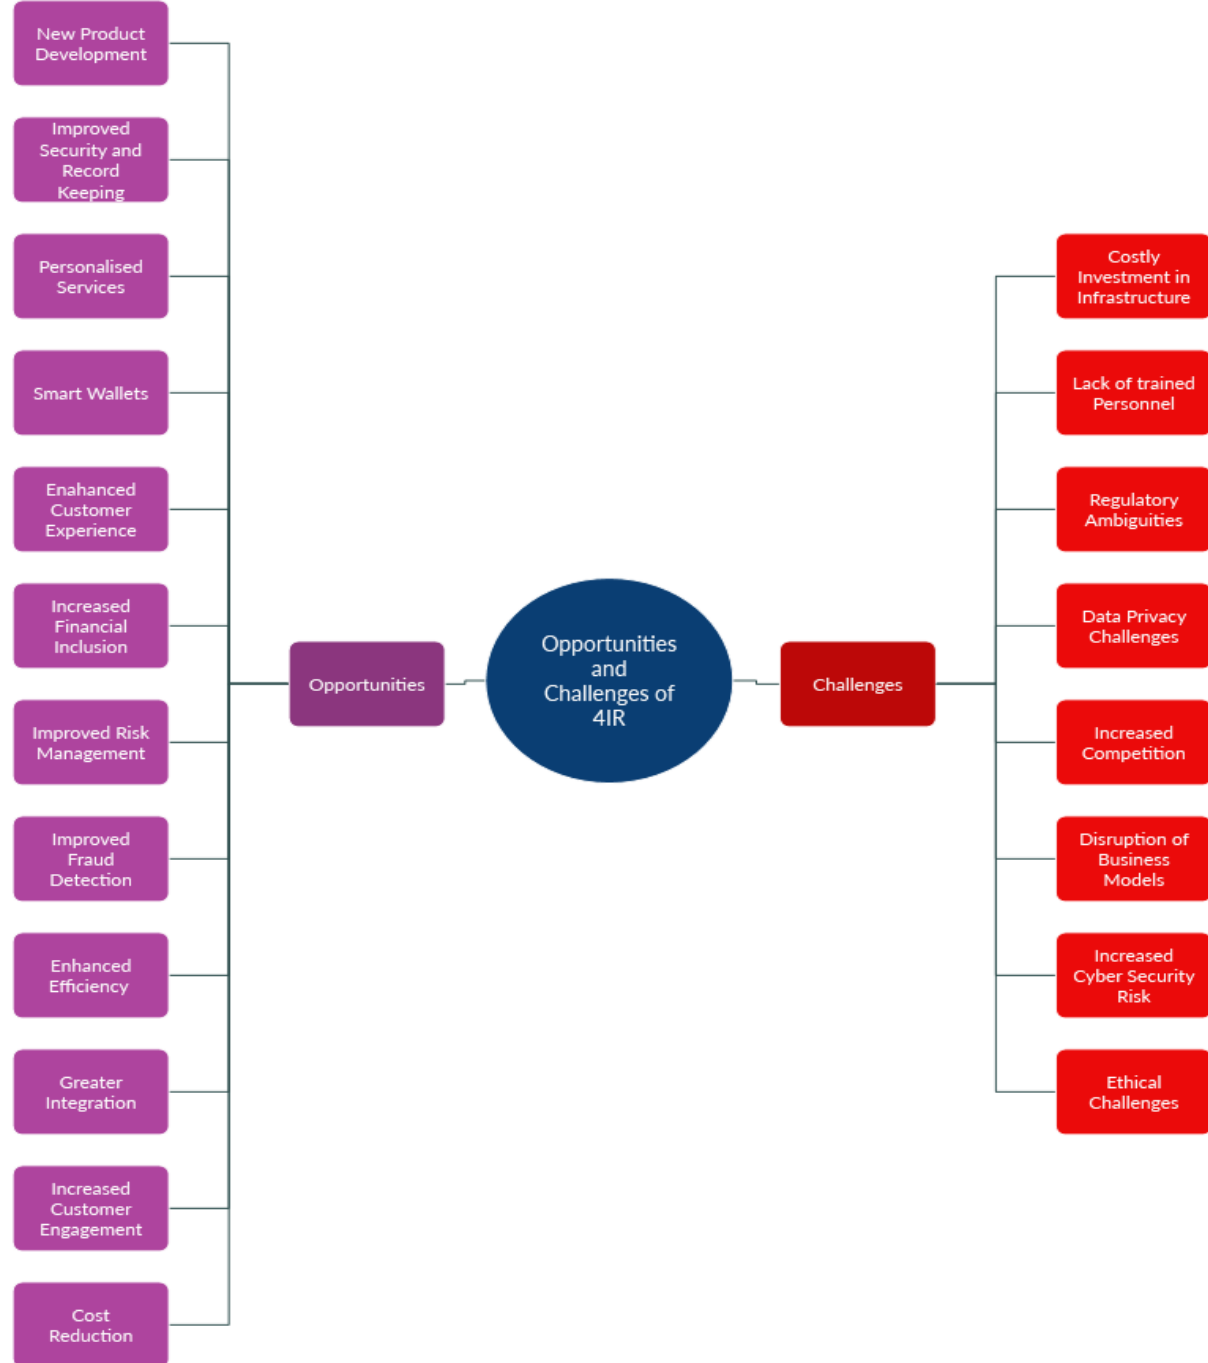 New Product
Development
Improved
Security and
Record
Keeping
Personalised
Services
Smart Wallets
Enahanced
Customer
Experience
Increased
Financial
Inclusion
Improved Risk
Management
Improved
Fraud
Detection
Enhanced
Efficiency
Greater
Integration
Increased
Customer
Engagement
Cost
Reduction
Opportunities
Opportunities
and
Challenges of
4IR
Challenges
Costly
Investment in
Infrastructure
Lack of trained
Personnel
Regulatory
Ambiguities
Data Privacy
Challenges
Increased
Competition
Disruption of
Business
Models
Increased
Cyber Security
Risk
Ethical
Challenges